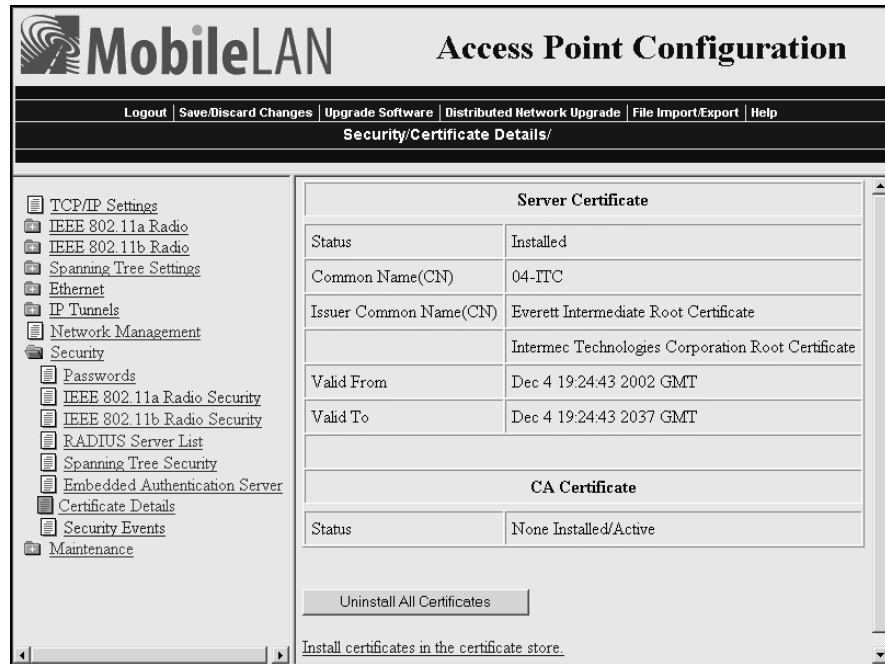 MobileLAN
Access Point Configuration
Logout | Save/Discard Changes | Upgrade Software | Distributed Network Upgrade | File Import/Export | Help
Security/Certificate Details/
TCP/IP Settings
IEEE 802.11a Radio
IEEE 802.11b Radio
Spanning Tree Settings
Ethernet
IP Tunnels
Network Management
Security
Passwords
IEEE 802.11a Radio Security
IEEE 802.11b Radio Security
RADIUS Server List
Spanning Tree Security
Embedded Authentication Server
Certificate Details
Security Events
Maintenance
Server Certificate
Status Installed
Common Name(CN) 04-ITC
Issuer Common Name(CN) Everett Intermediate Root Certificate
Intermec Technologies Corporation Root Certificate
Valid From Dec 4 19:24:43 2002 GMT
Valid To Dec 4 19:24:43 2037 GMT
CA Certificate
Status None Installed/Active
Uninstall All Certificates
Install certificates in the certificate store.